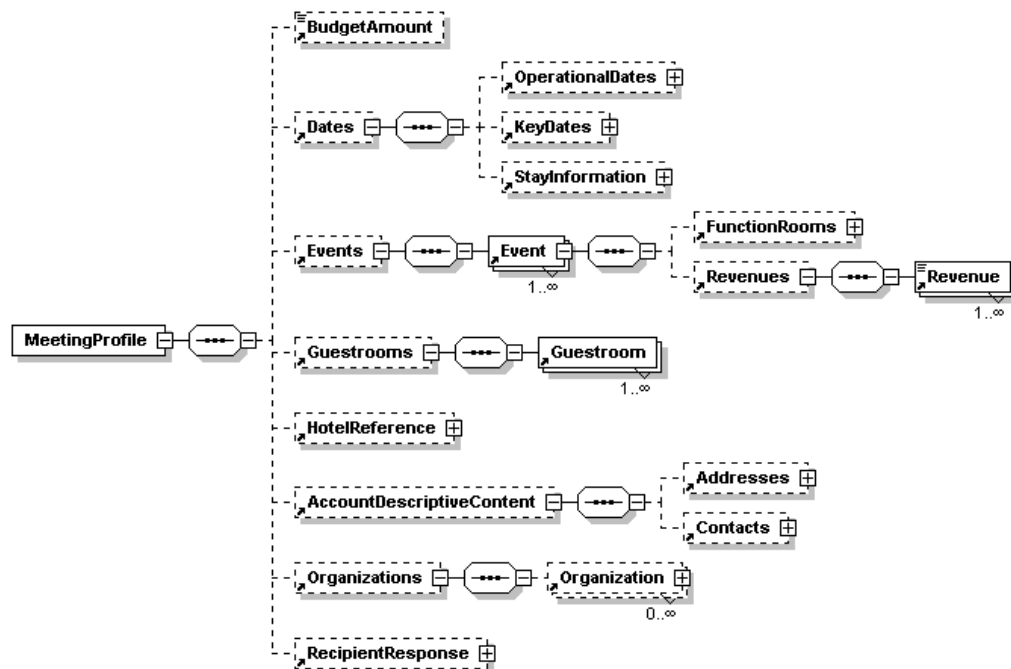 BudgetAmount
OperationalDates
Dates
KeyDates
StayInformation
FunctionRooms
Events
Event
Revenues
Revenue
1..∞
1..∞
MeetingProfile
Guestrooms
Guestroom
1..∞
HotelReference
Addresses
AccountDescriptiveContent
Contacts
Organizations
Organization
0..∞
RecipientResponse